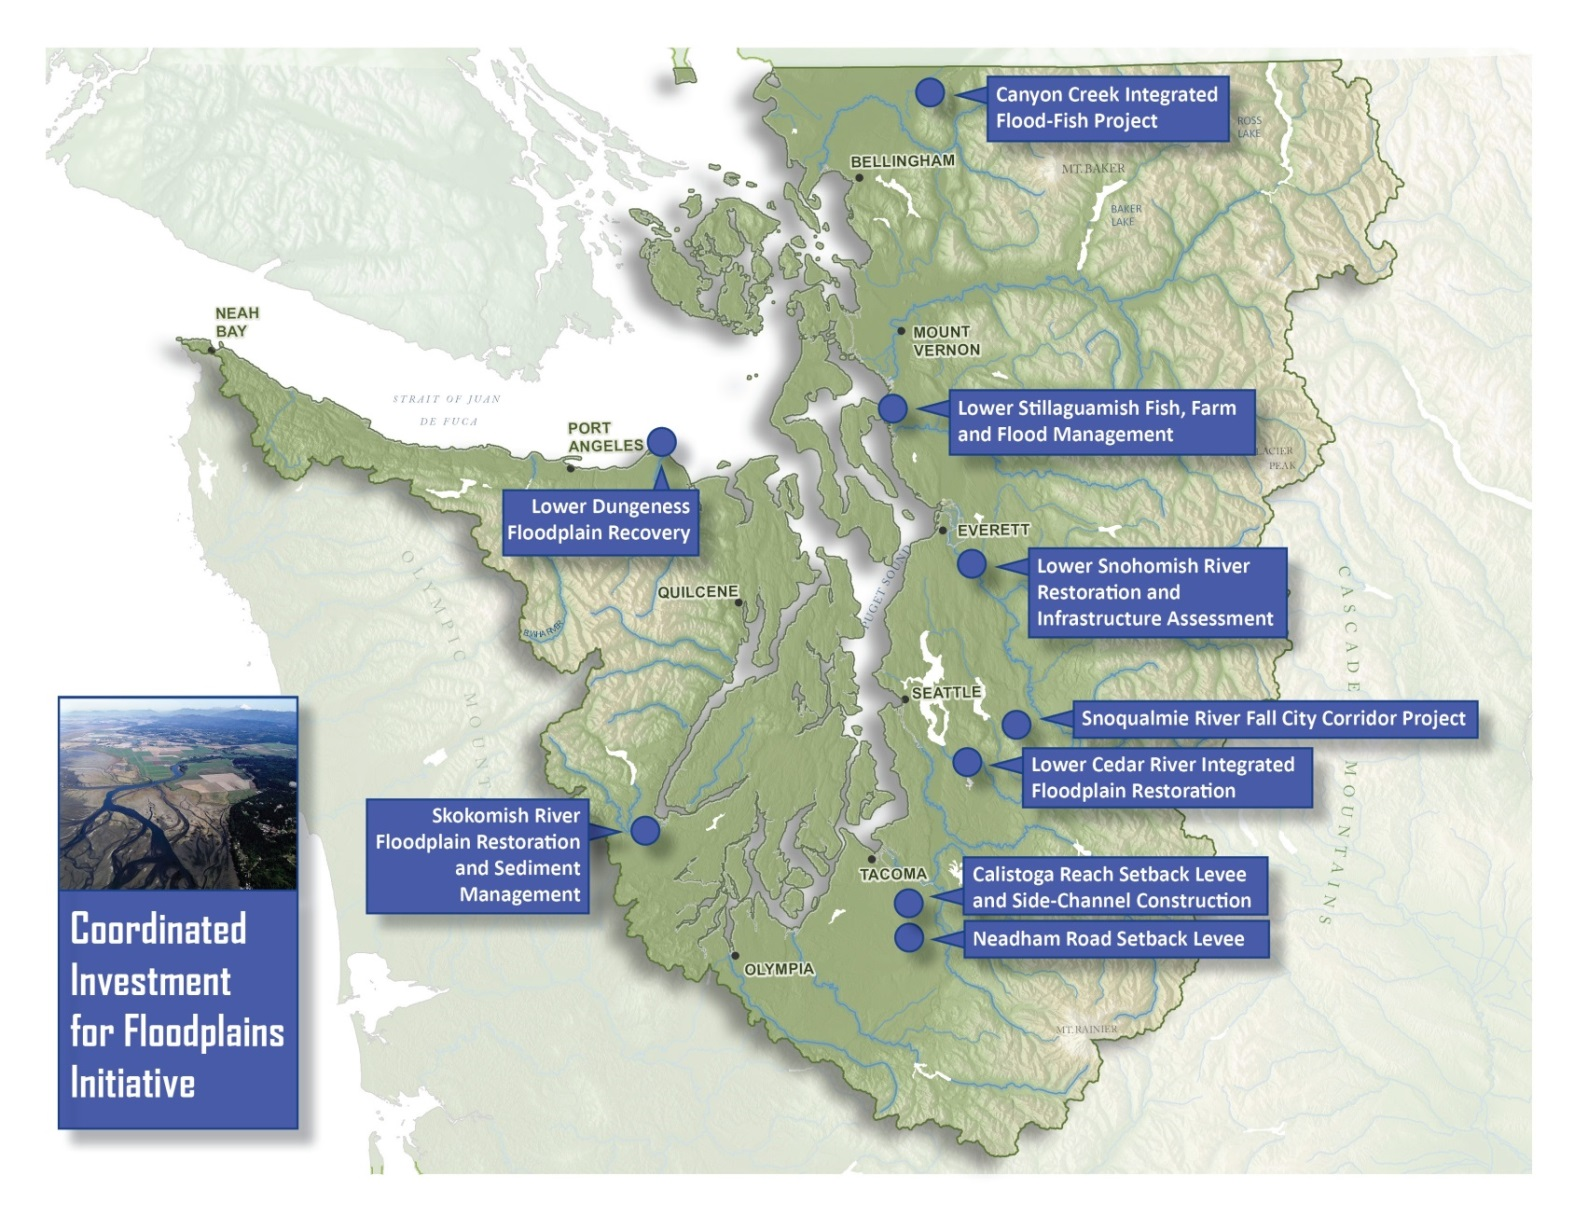 Canyon Creek Integrated
Flood-Fish Project
ROSS
LAKE
BELLINGHAM
MT. BAKER
BAKER
LAKE
NEAH
BAY
MOUNT
VERNON
STRAIT OF JUAN
DE FUCA
PORT
ANGELES
Lower Stillaguamish Fish, Farm
and Flood Management
LACIER
PEAK
Lower Dungeness
Floodplain Recovery
EVERETT
PUGET SOUND
Lower Snohomish River
Restoration and
Infrastructure Assessment
QUILCENE
ELWHA RIVER
OLYMPIC MOUNT
CASCADE MOUNTAINS
SEATTLE
Snoqualmie River Fall City Corridor Project
Lower Cedar River Integrated
Floodplain Restoration
Skokomish River
Floodplain Restoration
and Sediment
Management
TACOMA
Calistoga Reach Setback Levee
and Side-Channel Construction
Neadham Road Setback Levee
OLYMPIA
MT. RAINIER
Coordinated
Investment
for Floodplains
Initiative